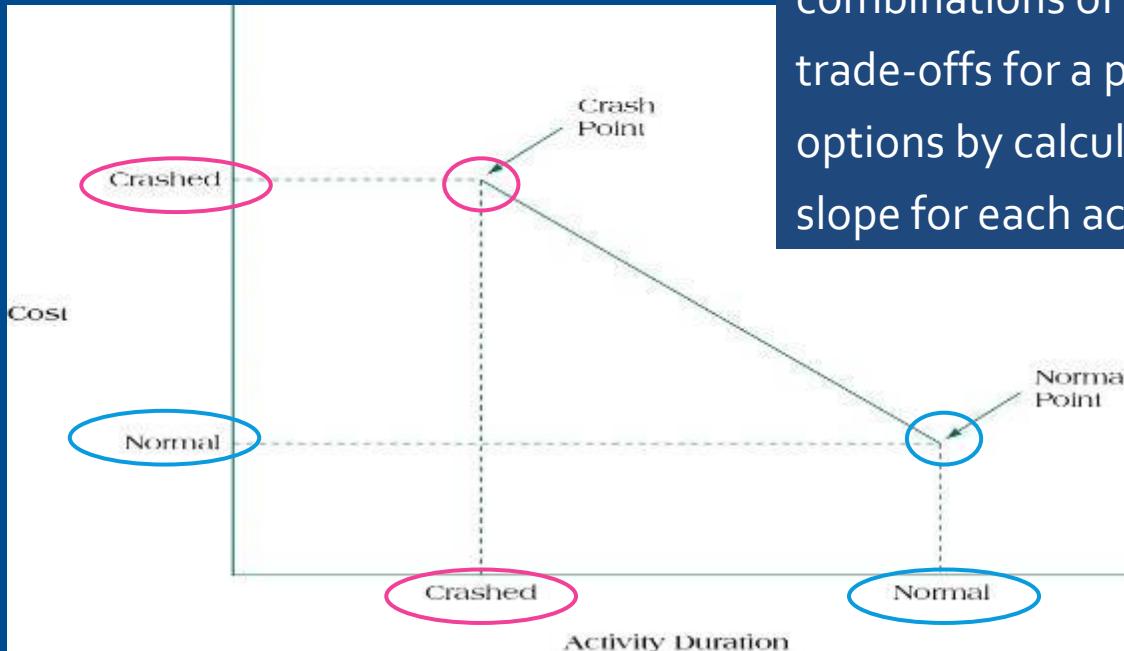 combinations of
trade-offs for a p
options by calcul
slope for each ac
Crash
Point
Crashed
Cost
Norma
Point
Normal
Crashed
Normal
Activity Duration